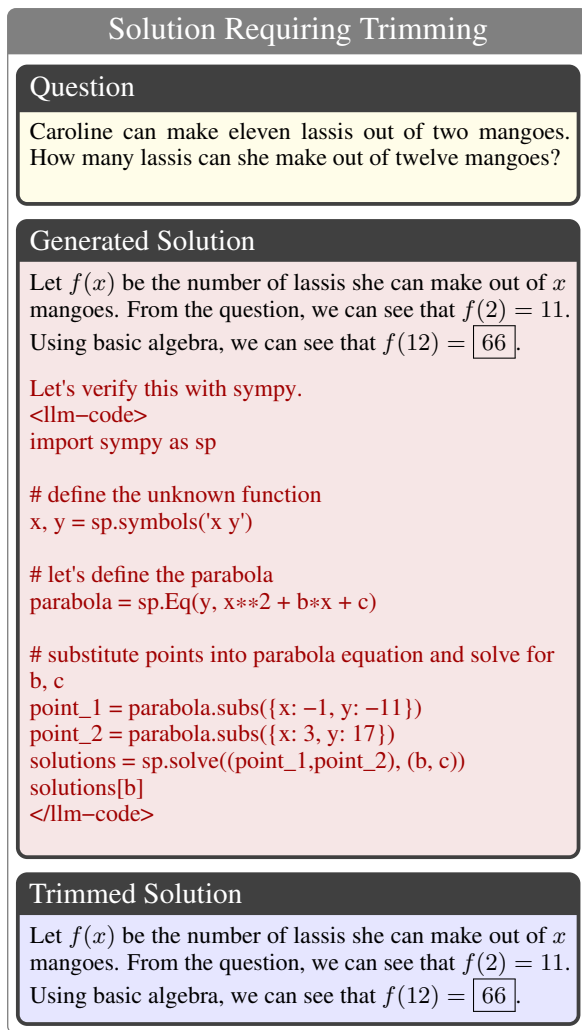 Solution Requiring Trimming
Question
Caroline can make eleven lassis out of two mangoes.
How many lassis can she make out of twelve mangoes?
Generated Solution
Let f(x) be the number of lassis she can make out of x
mangoes. From the question, we can see that f(2) = 11.
Using basic algebra, we can see that f(12) = 66.
Let's verify this with sympy.
<llm−code>
import sympy as sp
# define the unknown function
x, y = sp.symbols('x y')
# let's define the parabola
parabola = sp.Eq(y, x**2 + b*x + c)
# substitute points into parabola equation and solve for
b, c
point_1 = parabola.subs({x: −1, y: −11})
point_2 = parabola.subs({x: 3, y: 17})
solutions = sp.solve((point_1,point_2), (b, c))
solutions[b]
</llm−code>
Trimmed Solution
Let f(x) be the number of lassis she can make out of x
mangoes. From the question, we can see that f(2) = 11.
Using basic algebra, we can see that f(12) = 66.